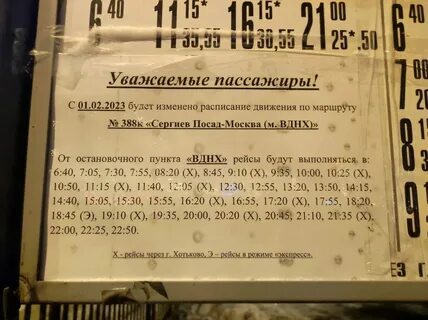 6 40 11 15* 16 15* 21 00 6 40
35,55 30,55 25*,50
Уважаемые пассажиры!
С 01.02.2023 будет изменено расписание движения по маршруту
№ 388к «Сергиев Посад-Москва (м. ВДНХ)»
От остановочного пункта «ВДНХ» рейсы будут выполняться в:
6:40, 7:05, 7:30, 7:55, 08:20 (Х), 8:45, 9:10 (Х), 9:35, 10:00, 10:25 (Х),
10:50, 11:15 (Х), 11:40, 12:05 (Х), 12:30, 12:55, 13:20, 13:50, 14:15,
14:40, 15:05, 15:30, 15:55, 16:20 (Х), 16:55, 17:20 (Х), 17:55, 18:20,
18:45 (Э), 19:10 (Х), 19:35, 20:00, 20:20 (Х), 20:45, 21:10, 21:35 (Х),
22:00, 22:25, 22:50.
Х - рейсы через г. Хотьково, Э – рейсы в режиме «экспресс».
7 00
8
9
ЕЗ Г